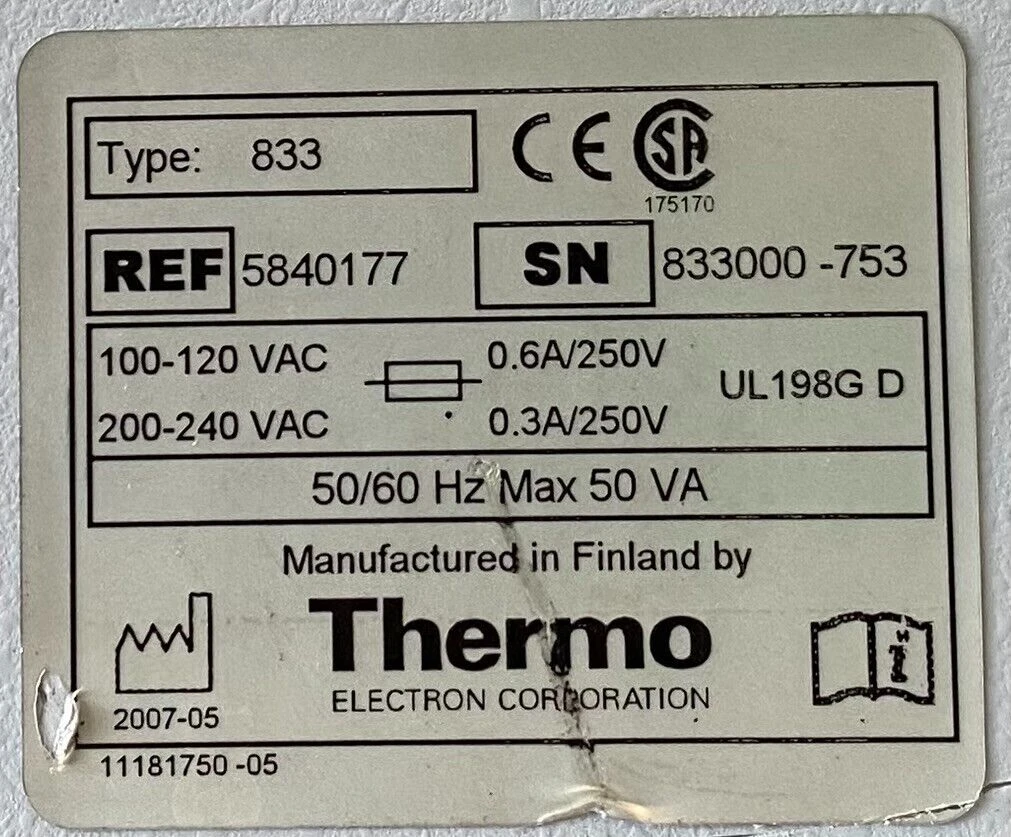 Type: 833
CE
175170
REF 5840177
SN 833000 -753
100-120 VAC 0.6A/250V
UL198G D
200-240 VAC 0.3A/250V
50/60 Hz Max 50 VA
Manufactured in Finland by
Thermo
ELECTRON CORPORATION
2007-05
11181750 -05